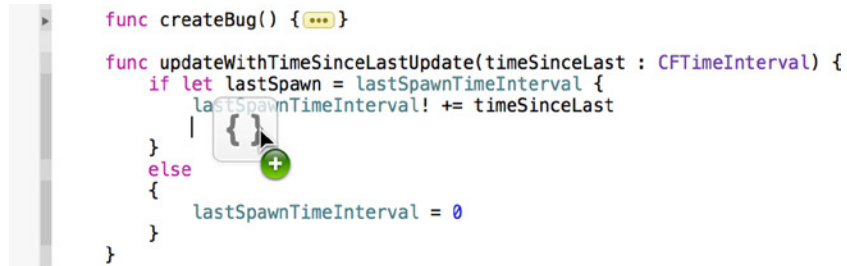 func createBug() {•••}
func updateWithTimeSinceLastUpdate(timeSinceLast : CFTimeInterval) {
if let lastSpawn = lastSpawnTimeInterval {
lastSpawnTimeInterval! += timeSinceLast
{ }
}
else
{
lastSpawnTimeInterval = 0
}
}